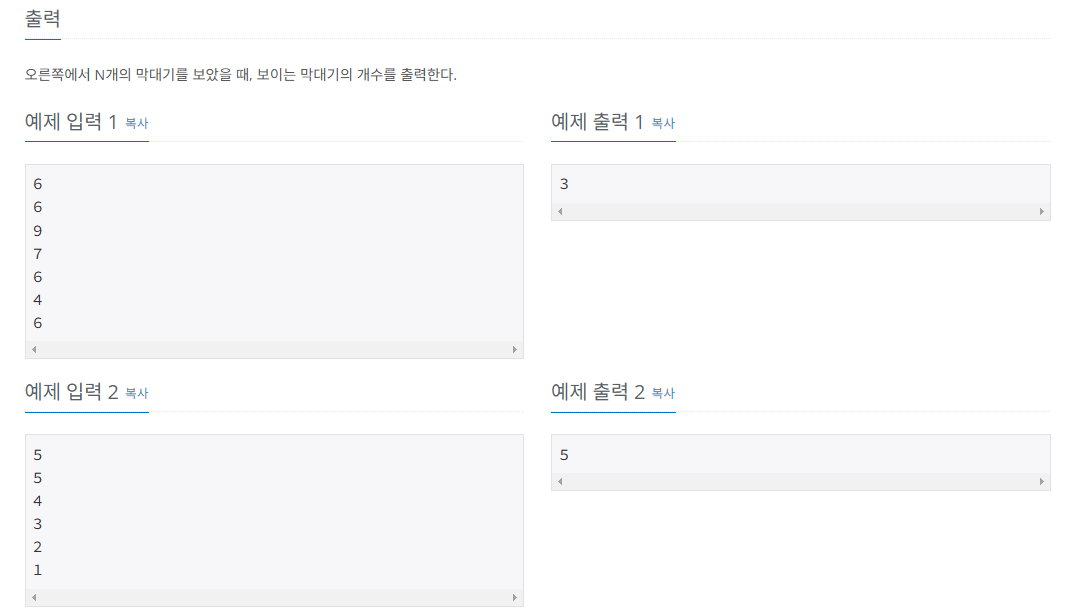 출력
오른쪽에서 N개의 막대기를 보았을 때, 보이는 막대기의 개수를 출력한다.
예제 입력 1 복사
6
6
9
7
6
4
6
예제 출력 1 복사
3
예제 입력 2 복사
5
5
4
3
2
1
예제 출력 2 복사
5